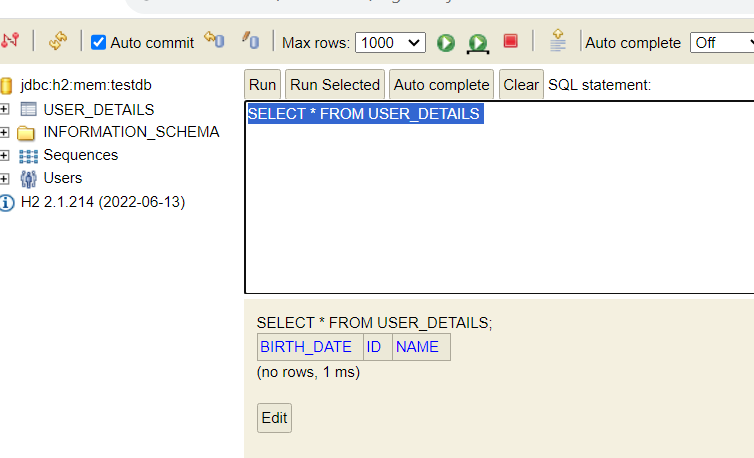 Auto commit Max rows: 1000 Auto complete Off
jdbc:h2:mem:testdb
USER_DETAILS
INFORMATION_SCHEMA
Sequences
Users
H2 2.1.214 (2022-06-13)
Run Run Selected Auto complete Clear SQL statement:
SELECT * FROM USER_DETAILS
SELECT * FROM USER_DETAILS;
BIRTH_DATE ID NAME
(no rows, 1 ms)
Edit